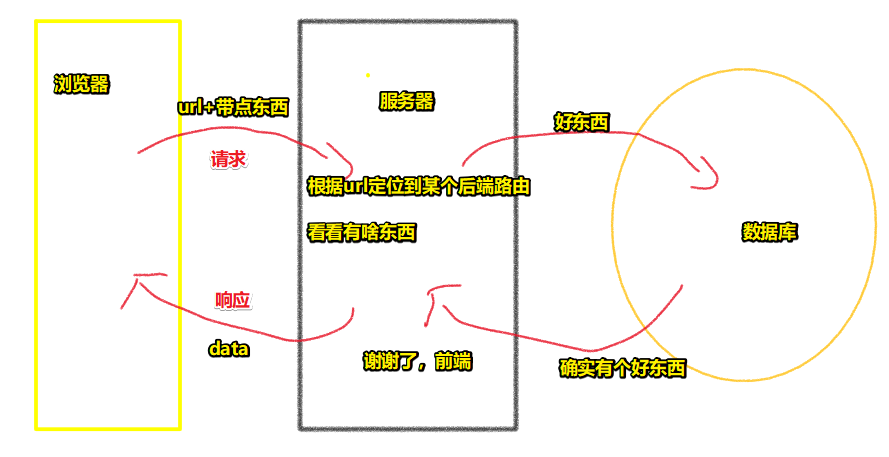 浏览器
url+带点东西
服务器
好东西
请求
根据url定位到某个后端路由
看看有啥东西
数据库
响应
data
谢谢了，前端
确实有个好东西